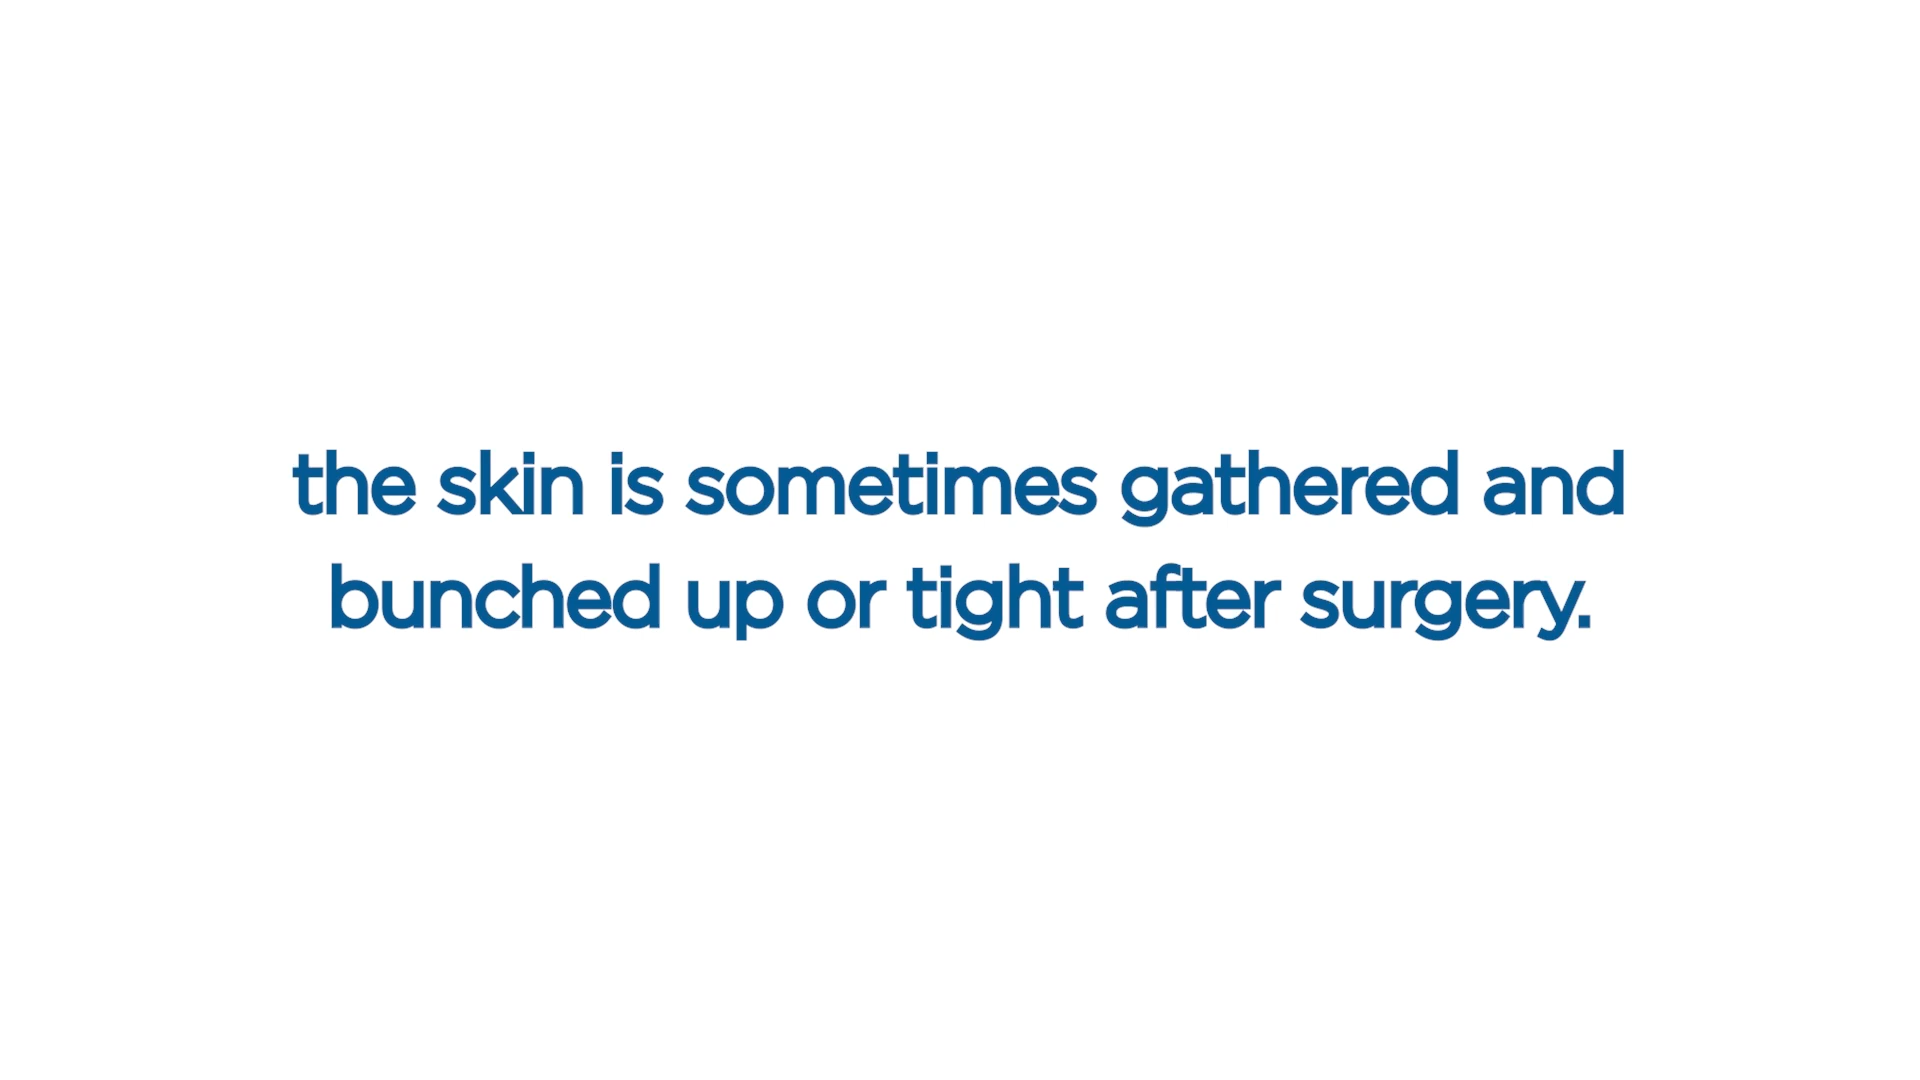 the skin is sometimes gathered and
bunched up or tight after surgery.